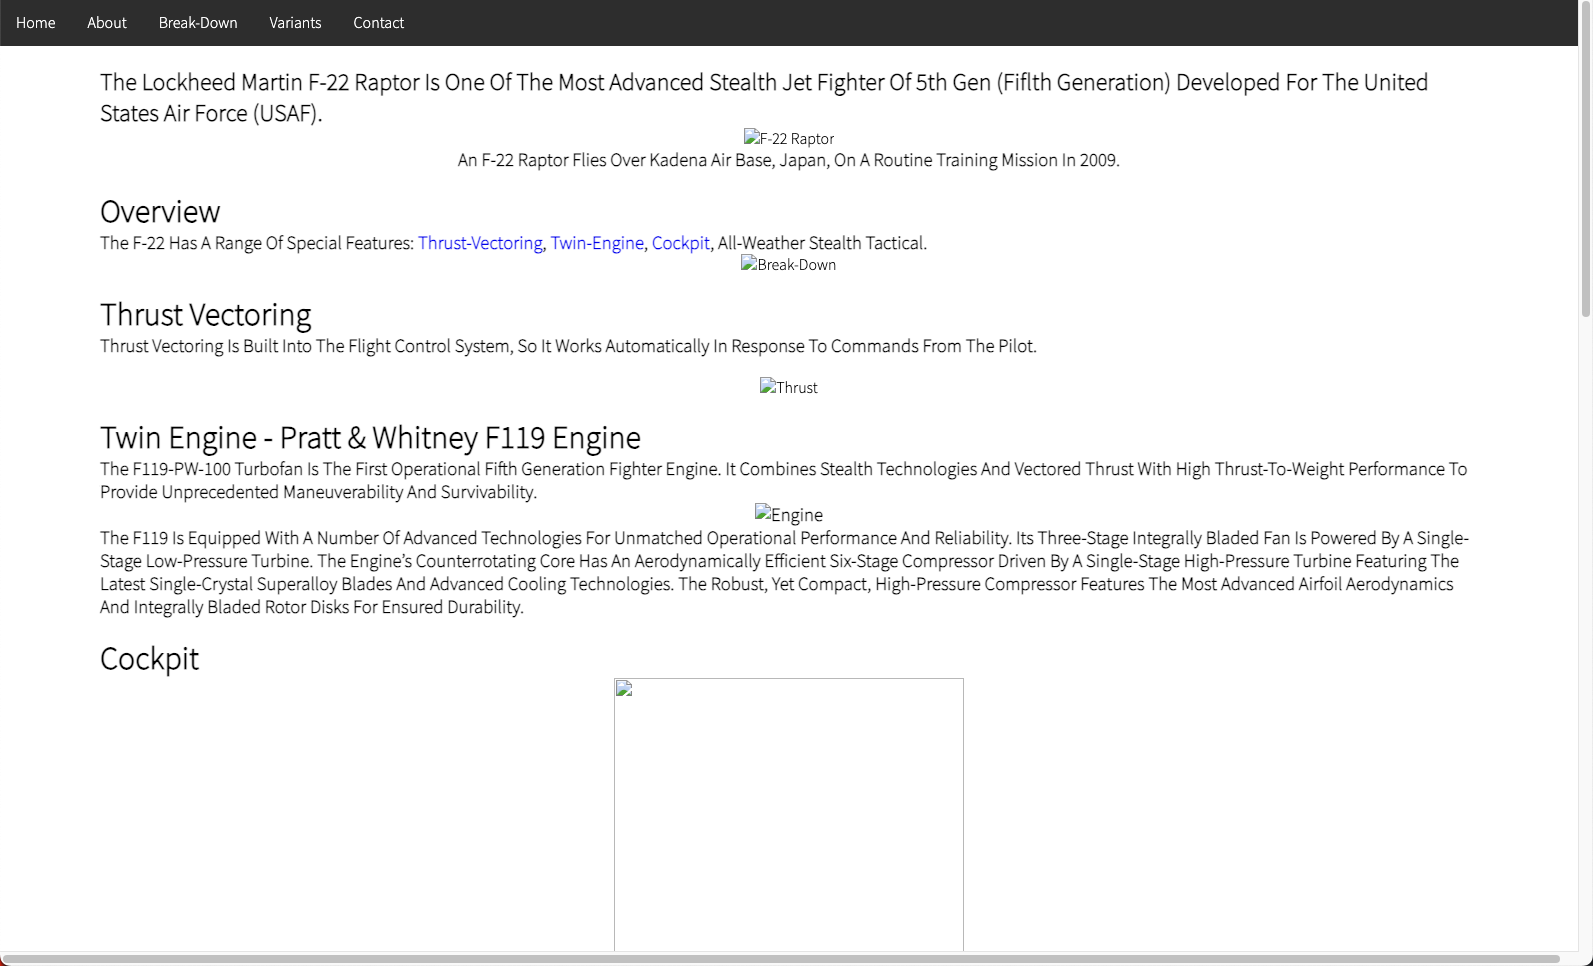 Home About Break-Down Variants Contact
The Lockheed Martin F-22 Raptor Is One Of The Most Advanced Stealth Jet Fighter Of 5th Gen (Fiflth Generation) Developed For The United
States Air Force (USAF).
F-22 Raptor
An F-22 Raptor Flies Over Kadena Air Base, Japan, On A Routine Training Mission In 2009.
Overview
The F-22 Has A Range Of Special Features: Thrust-Vectoring, Twin-Engine, Cockpit, All-Weather Stealth Tactical.
Break-Down
Thrust Vectoring
Thrust Vectoring Is Built Into The Flight Control System, So It Works Automatically In Response To Commands From The Pilot.
Thrust
Twin Engine - Pratt & Whitney F119 Engine
The F119-PW-100 Turbofan Is The First Operational Fifth Generation Fighter Engine. It Combines Stealth Technologies And Vectored Thrust With High Thrust-To-Weight Performance To
Provide Unprecedented Maneuverability And Survivability.
Engine
The F119 Is Equipped With A Number Of Advanced Technologies For Unmatched Operational Performance And Reliability. Its Three-Stage Integrally Bladed Fan Is Powered By A Single-
Stage Low-Pressure Turbine. The Engine’s Counterrotating Core Has An Aerodynamically Efficient Six-Stage Compressor Driven By A Single-Stage High-Pressure Turbine Featuring The
Latest Single-Crystal Superalloy Blades And Advanced Cooling Technologies. The Robust, Yet Compact, High-Pressure Compressor Features The Most Advanced Airfoil Aerodynamics
And Integrally Bladed Rotor Disks For Ensured Durability.
Cockpit